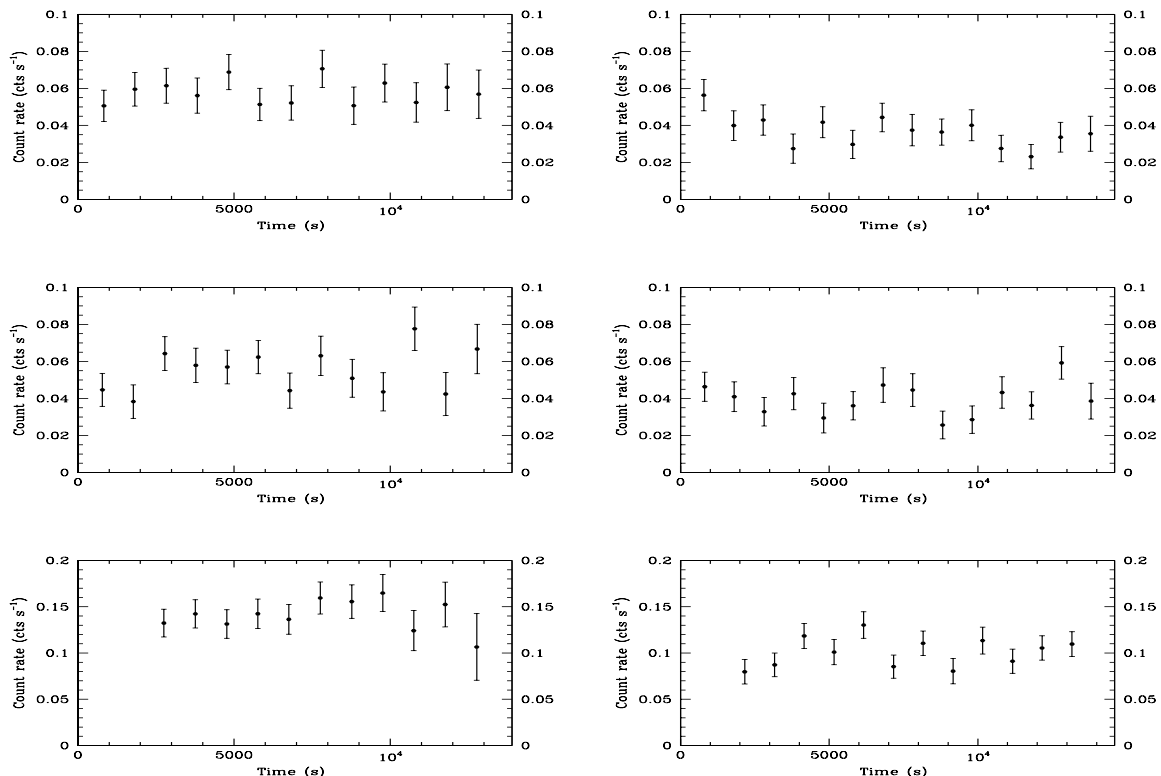 0.1 0.1 0.1 0.1
0.08 0.08 0.08 0.08
0.06 0.06 0.06 0.06
0.04 0.04 0.04 0.04
0.02 0.02 0.02 0.02
0 0 0 0
Count rate (cts s⁻¹) Count rate (cts s⁻¹)
0 5000 10⁴ 0 5000 10⁴
Time (s) Time (s)
0.1 0.1 0.1 0.1
0.08 0.08 0.08 0.08
0.06 0.06 0.06 0.06
0.04 0.04 0.04 0.04
0.02 0.02 0.02 0.02
0 0 0 0
Count rate (cts s⁻¹) Count rate (cts s⁻¹)
0 5000 10⁴ 0 5000 10⁴
Time (s) Time (s)
0.2 0.2 0.2 0.2
0.15 0.15 0.15 0.15
0.1 0.1 0.1 0.1
0.05 0.05 0.05 0.05
0 0 0 0
Count rate (cts s⁻¹) Count rate (cts s⁻¹)
0 5000 10⁴ 0 5000 10⁴
Time (s) Time (s)